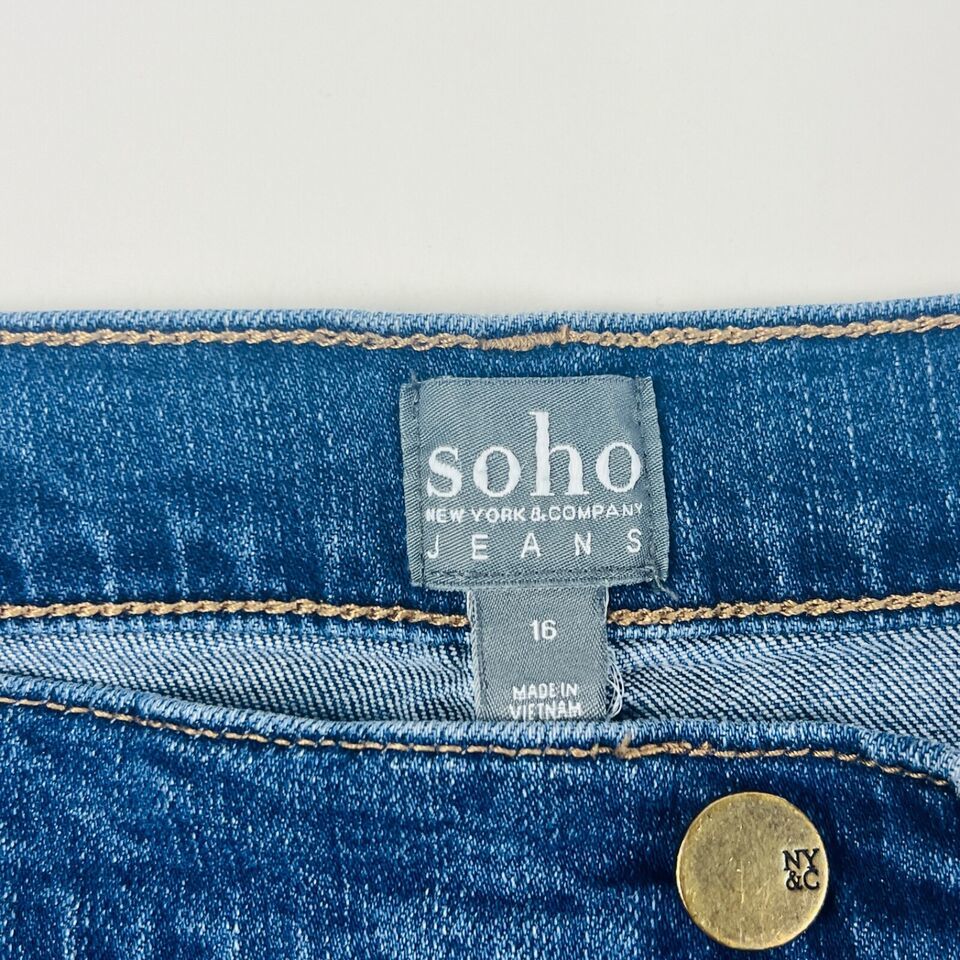 soho
NEW YORK & COMPANY
JEANS
16
MADE IN
VIETNAM
NY
&C